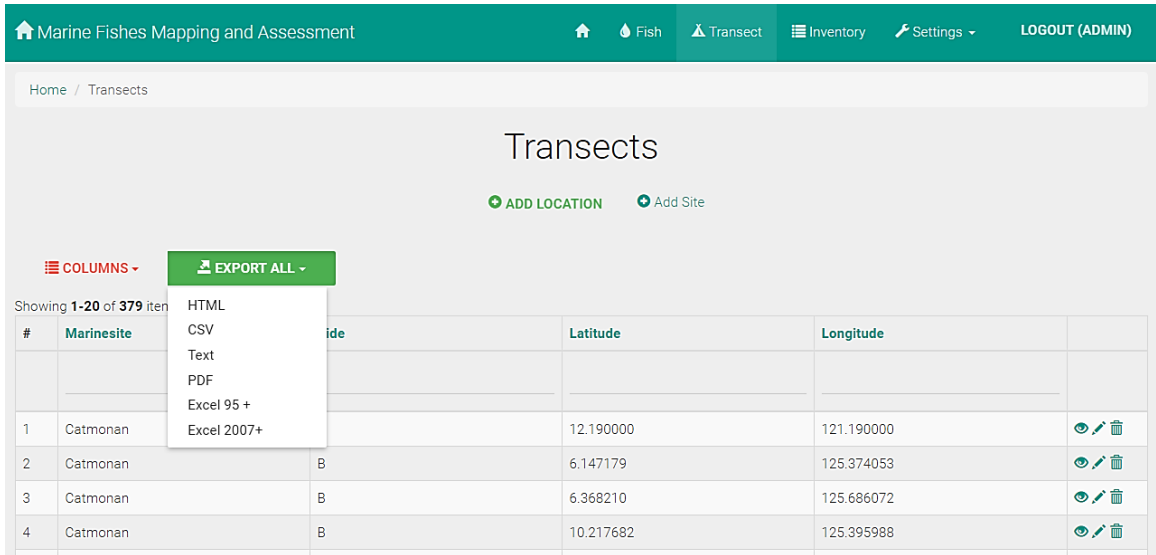 Marine Fishes Mapping and Assessment Fish Transect Inventory Settings LOGOUT (ADMIN)
Home / Transects
Transects
ADD LOCATION Add Site
COLUMNS EXPORT ALL
Showing 1-20 of 379
HTML
CSV
Text
PDF
Excel 95 +
Excel 2007+
# Marinesite ide Latitude Longitude
1 Catmonan 12.190000 121.190000
2 Catmonan B 6.147179 125.374053
3 Catmonan B 6.368210 125.686072
4 Catmonan B 10.217682 125.395988